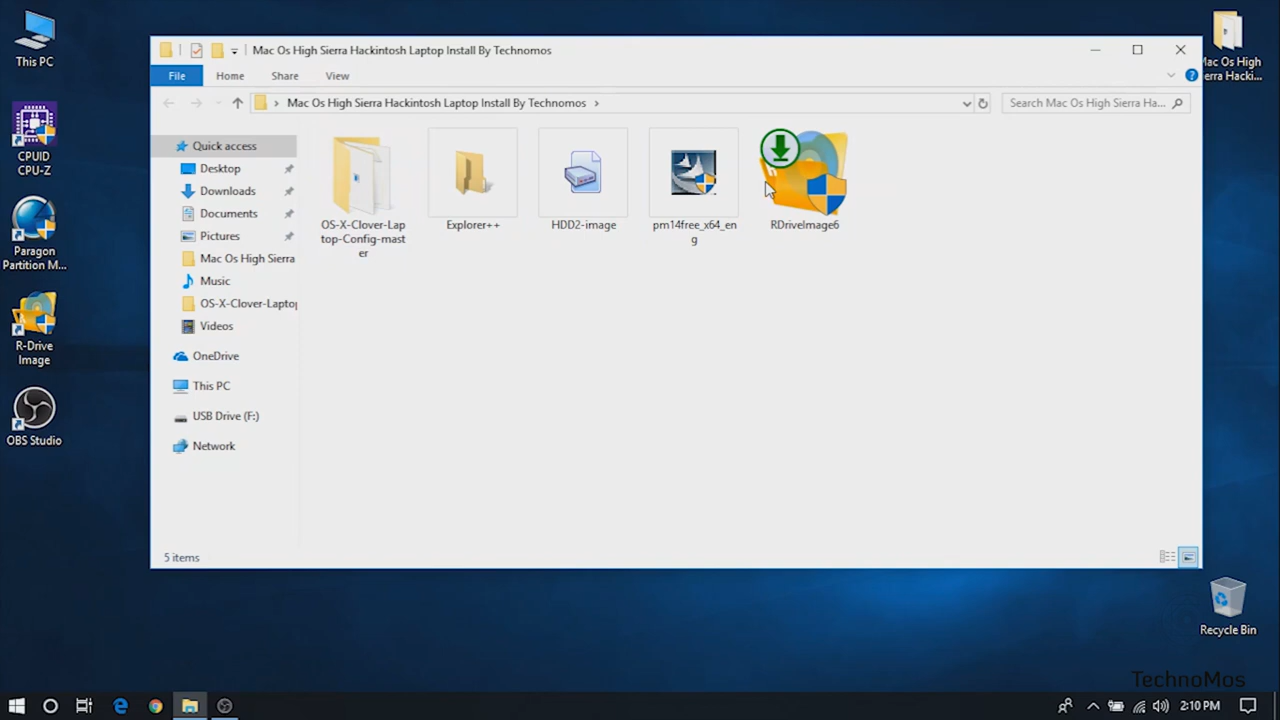 This PC
CPUID
CPU-Z
Paragon
Partition M...
R-Drive
Image
OBS Studio
Mac Os High Sierra Hackintosh Laptop Install By Technomos
File
Home
Share
View
Mac Os High Sierra Hackintosh Laptop Install By Technomos
Search Mac Os High Sierra Ha...
Quick access
Desktop
Downloads
Documents
Pictures
Mac Os High Sierra
Music
OS-X-Clover-Laptop
Videos
OneDrive
This PC
USB Drive (F:)
Network
OS-X-Clover-Lap
top-Config-mast
er
Explorer++
HDD2-image
pm14free_x64_en
g
RDriveImage6
5 items
Mac Os High
Sierra Hacki...
Recycle Bin
TechnoMos
2:10 PM